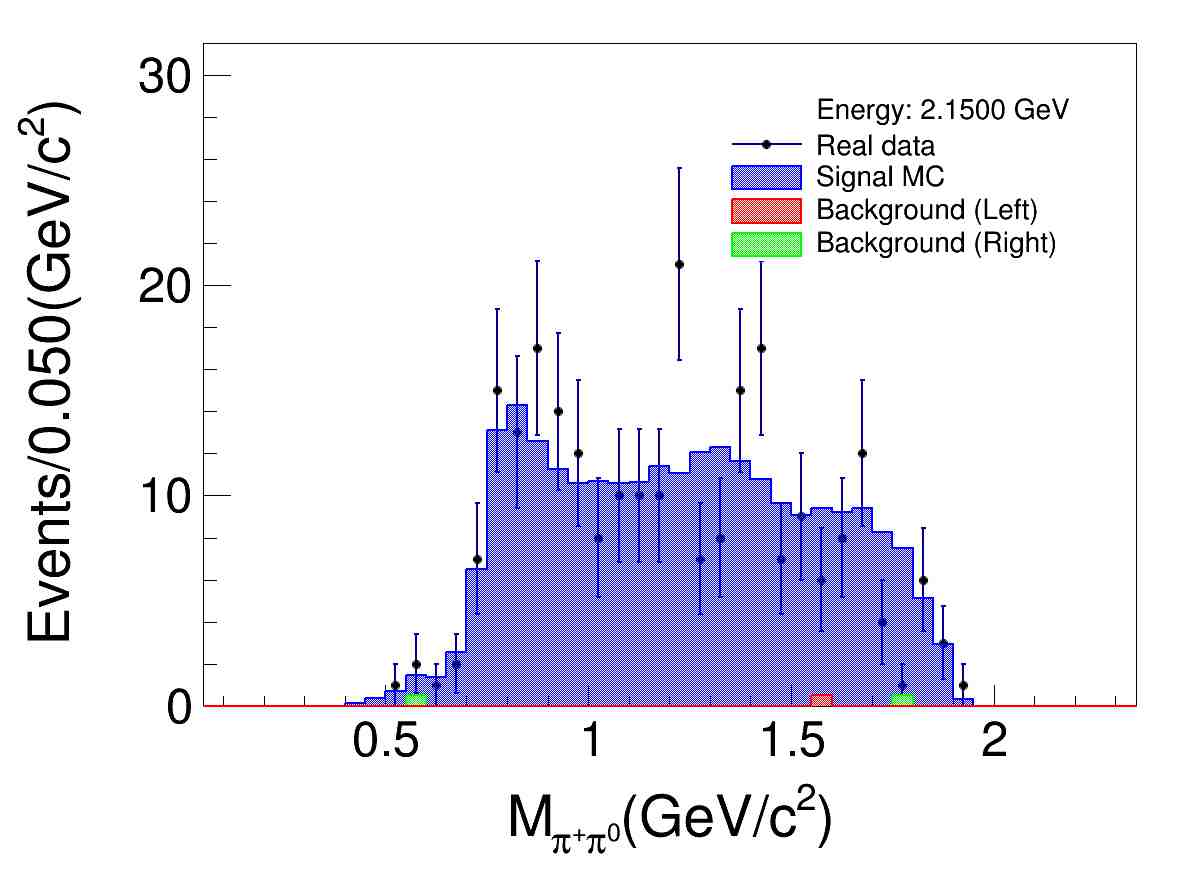 Events/0.050(GeV/c²)
30
20
10
0
Energy: 2.1500 GeV
Real data
Signal MC
Background (Left)
Background (Right)
0.5 1 1.5 2
M_π⁺π⁰(GeV/c²)